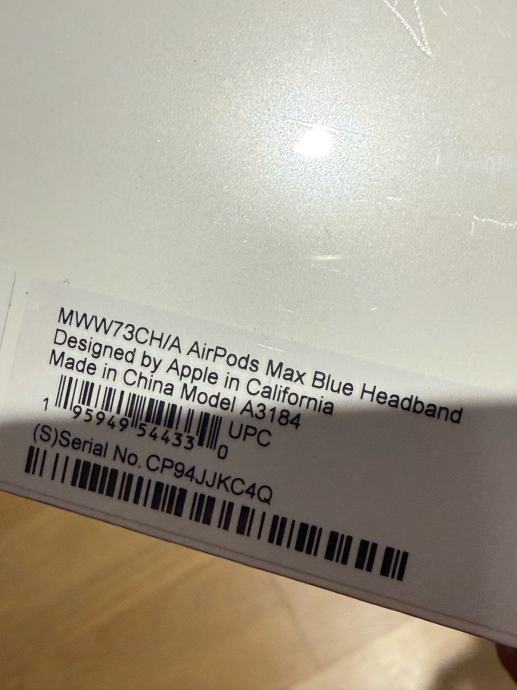 MWW73CH/A AirPods Max Blue Headband
Designed by Apple in California
Made in China Model A3184
1 95949 54433 0 UPC
(S)Serial No. CP94JJKC4Q